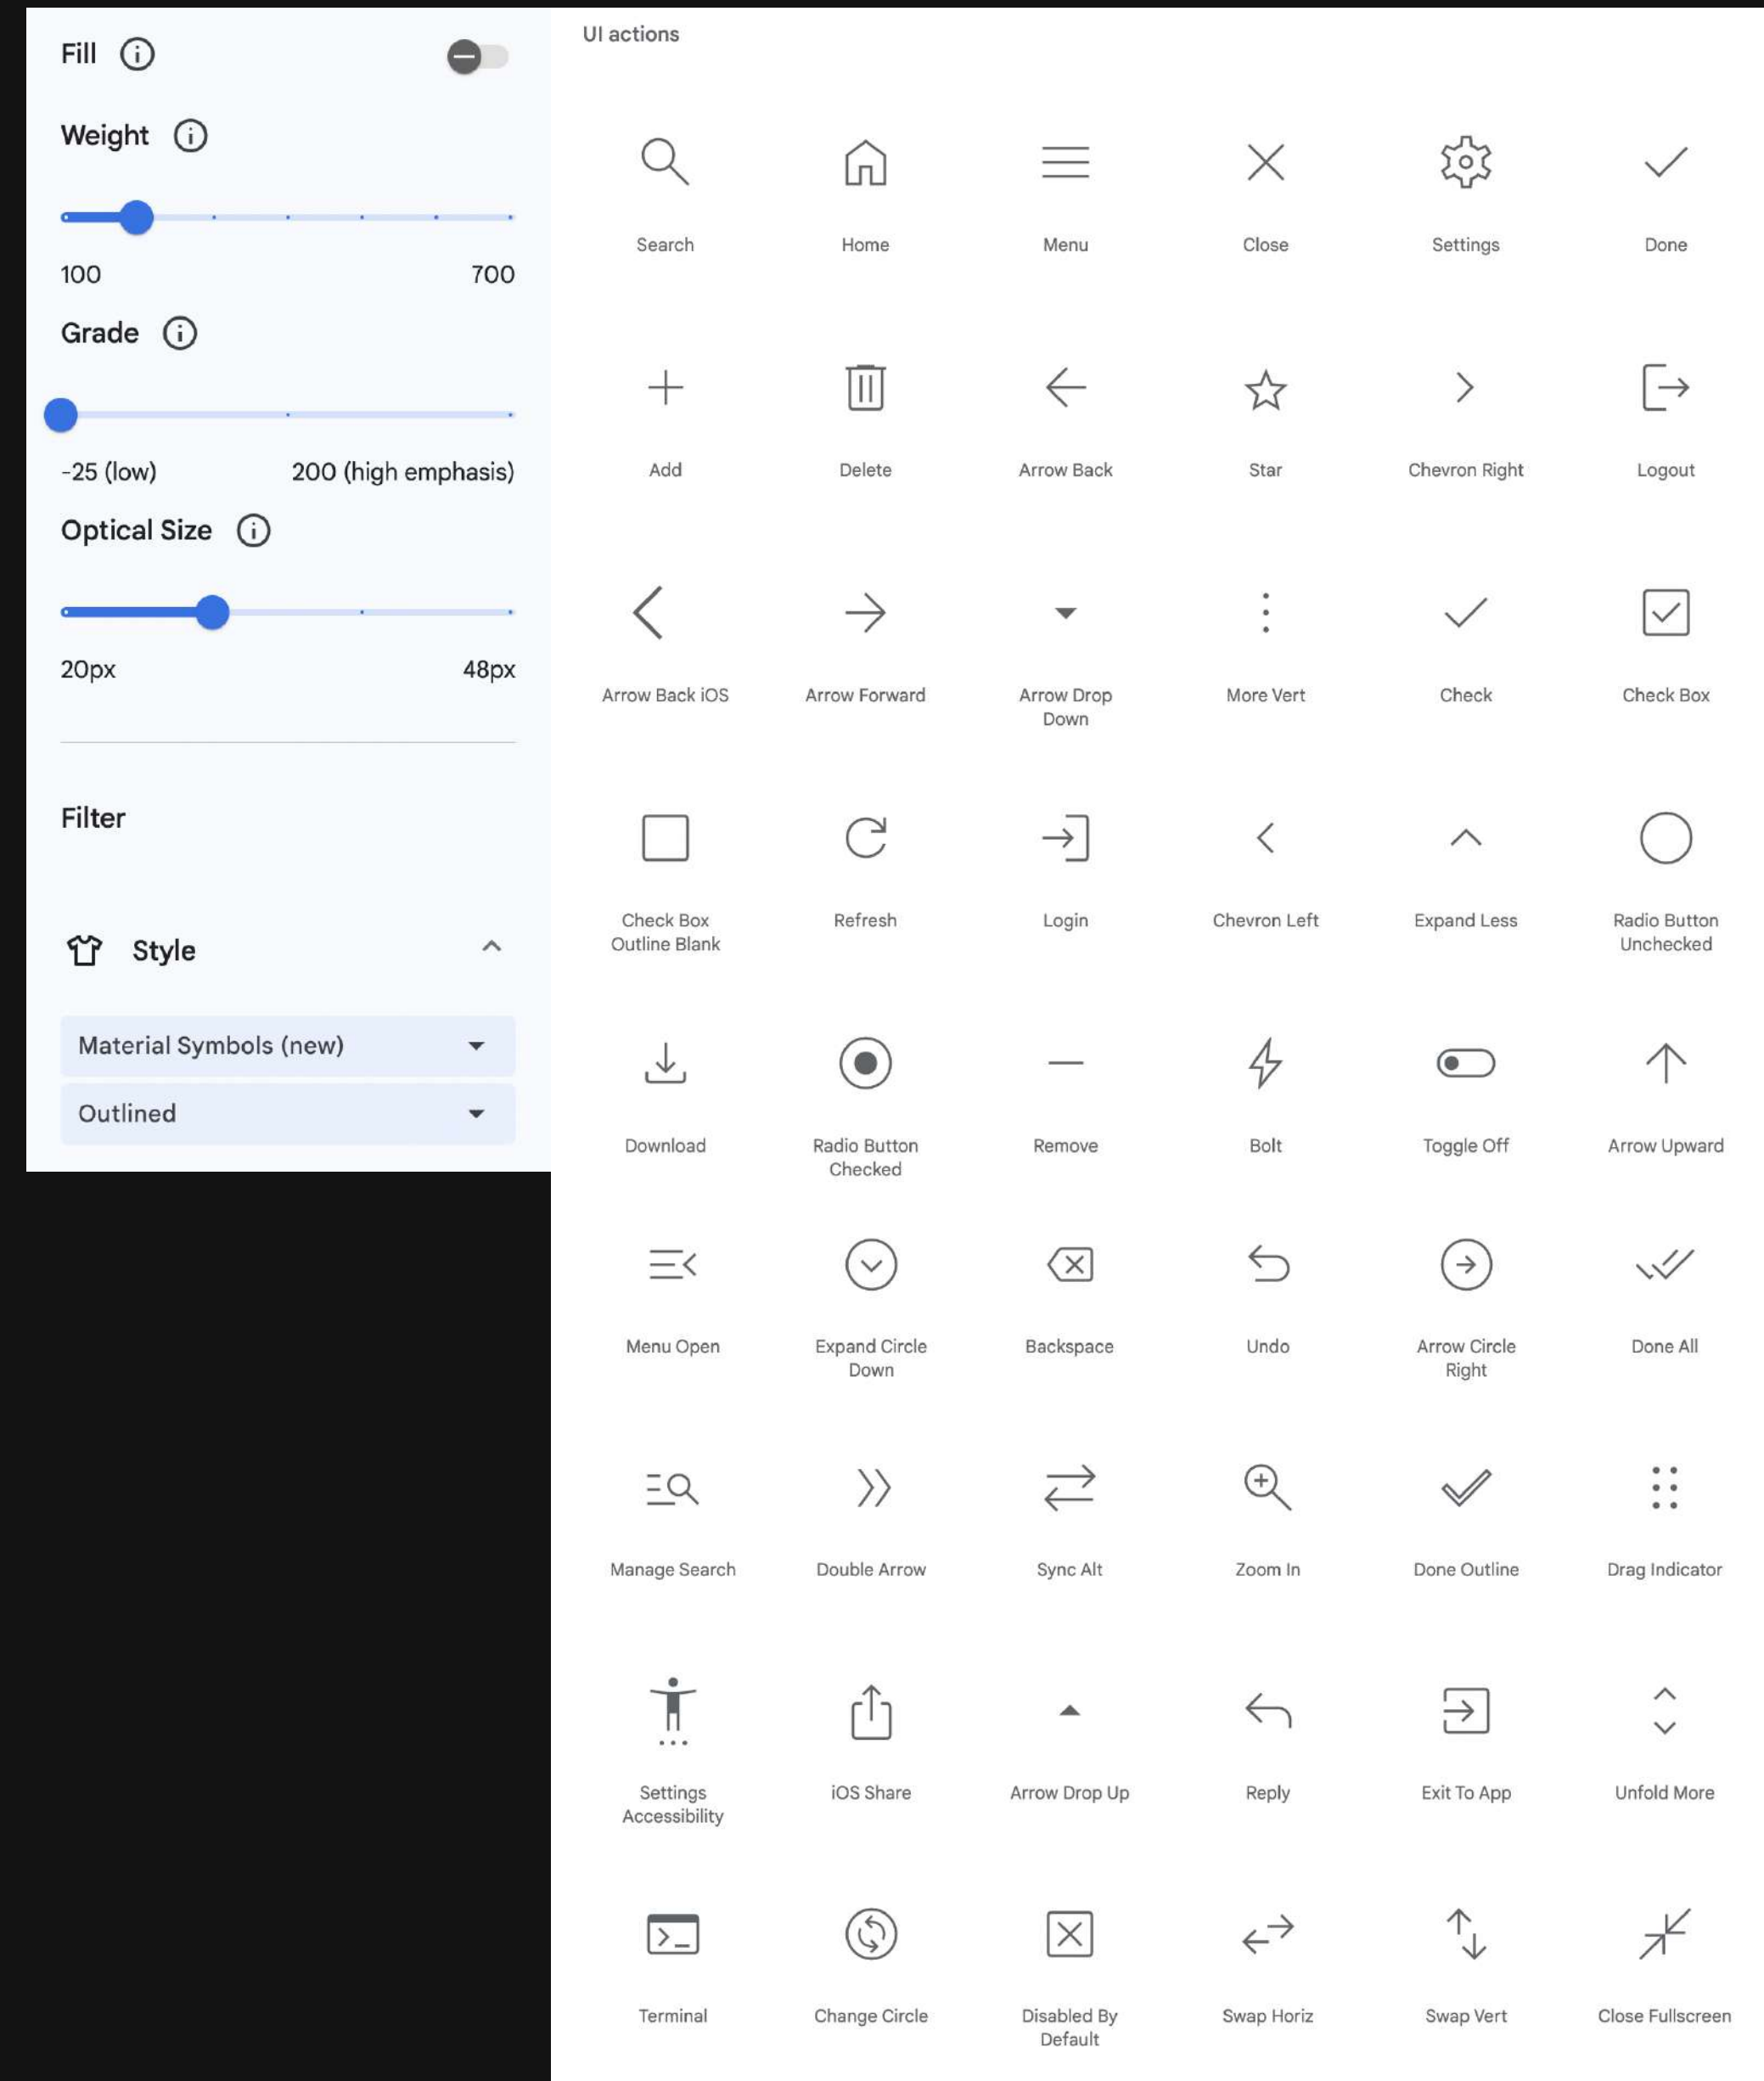 Fill
Weight
100 700
Grade
-25 (low) 200 (high emphasis)
Optical Size
20px 48px
Filter
Style
Material Symbols (new)
Outlined
UI actions
Search Home Menu Close Settings Done
Add Delete Arrow Back Star Chevron Right Logout
Arrow Back iOS Arrow Forward Arrow Drop More Vert Check Check Box
Down
Check Box Refresh Login Chevron Left Expand Less Radio Button
Outline Blank Unchecked
Download Radio Button Remove Bolt Toggle Off Arrow Upward
Checked
Menu Open Expand Circle Backspace Undo Arrow Circle Done All
Down Right
Manage Search Double Arrow Sync Alt Zoom In Done Outline Drag Indicator
Settings iOS Share Arrow Drop Up Reply Exit To App Unfold More
Accessibility
Terminal Change Circle Disabled By Swap Horiz Swap Vert Close Fullscreen
Default